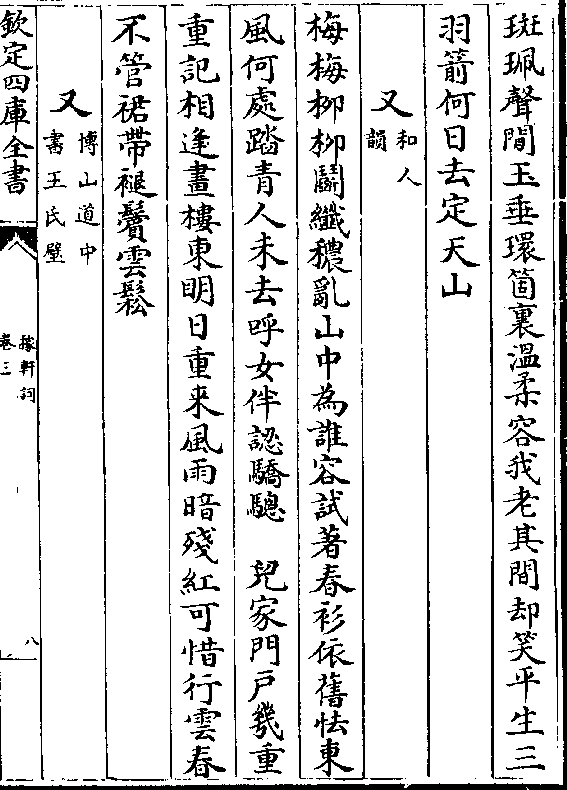 斑珮聲間玉垂環箇裏溫柔容我老其間却笑平生三
羽箭何日去定天山
又和人韻
梅梅柳柳鬬纖穠亂山中為誰容試著春衫依舊怯東
風何處踏青人未去呼女伴認驕驄　兒家門戶幾重
重記相逢畫樓東明日重来風雨暗殘紅可惜行雲春
不管裙帶褪鬢雲鬆
又博山道中書王氏壁
欽定四庫全書
稼軒詞
卷三
八